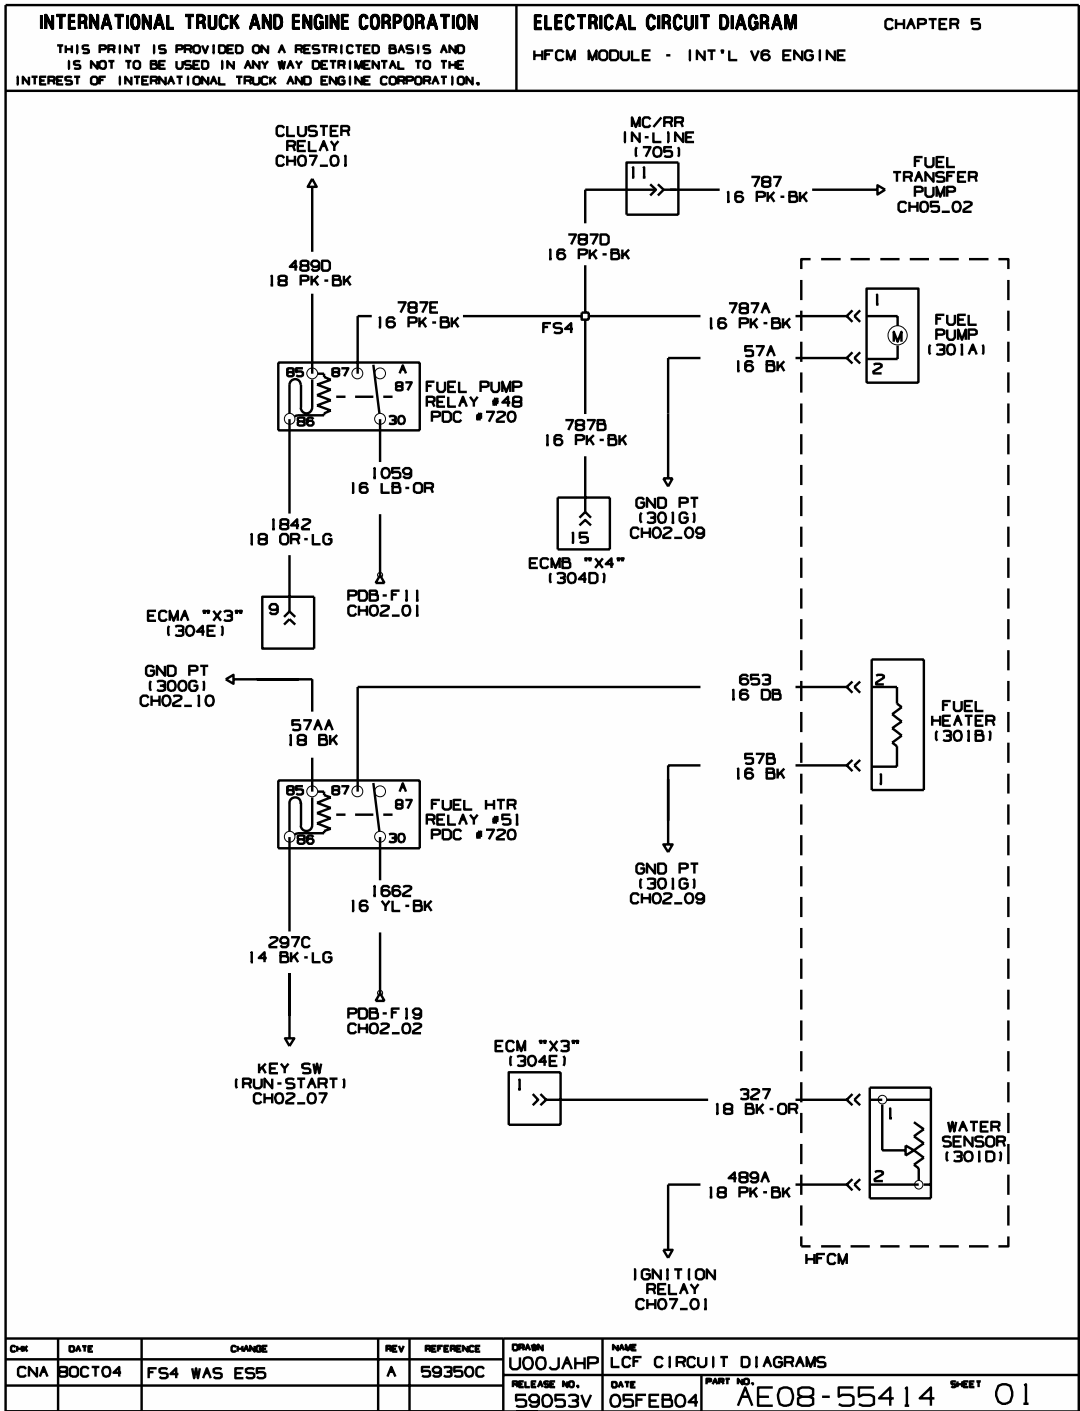 INTERNATIONAL TRUCK AND ENGINE CORPORATION
THIS PRINT IS PROVIDED ON A RESTRICTED BASIS AND
IS NOT TO BE USED IN ANY WAY DETRIMENTAL TO THE
INTEREST OF INTERNATIONAL TRUCK AND ENGINE CORPORATION.
ELECTRICAL CIRCUIT DIAGRAM
CHAPTER 5
HFCM MODULE - INT'L V6 ENGINE
CLUSTER
RELAY
CH07_01
MC/RR
IN-LINE
(705)
11
787
16 PK-BK
FUEL
TRANSFER
PUMP
CH05_02
787D
16 PK-BK
489D
18 PK-BK
787E
16 PK-BK
FS4
787A
16 PK-BK
57A
16 BK
1
M
2
FUEL
PUMP
(301A)
85
87
A
87
86
30
FUEL PUMP
RELAY #48
PDC #720
787B
16 PK-BK
1059
16 LB-OR
GND PT
(301G)
CH02_09
1842
18 OR-LG
15
ECMB "X4"
(304D)
PDB-F11
CH02_01
ECMA "X3"
(304E)
9
GND PT
(300G)
CH02_10
57AA
18 BK
653
16 DB
2
1
FUEL
HEATER
(301B)
57B
16 BK
85
87
A
87
86
30
FUEL HTR
RELAY #51
PDC #720
GND PT
(301G)
CH02_09
1662
16 YL-BK
297C
14 BK-LG
PDB-F19
CH02_02
KEY SW
(RUN-START)
CH02_07
ECM "X3"
(304E)
1
327
18 BK-OR
1
2
WATER
SENSOR
(301D)
489A
18 PK-BK
HFCM
IGNITION
RELAY
CH07_01
CHK
DATE
CHANGE
REV
REFERENCE
CNA
8OCT04
FS4 WAS ES5
A
59350C
DRAWN
U00JAHP
NAME
LCF CIRCUIT DIAGRAMS
RELEASE NO.
59053V
DATE
05FEB04
PART NO.
AE08-55414
SHEET
01